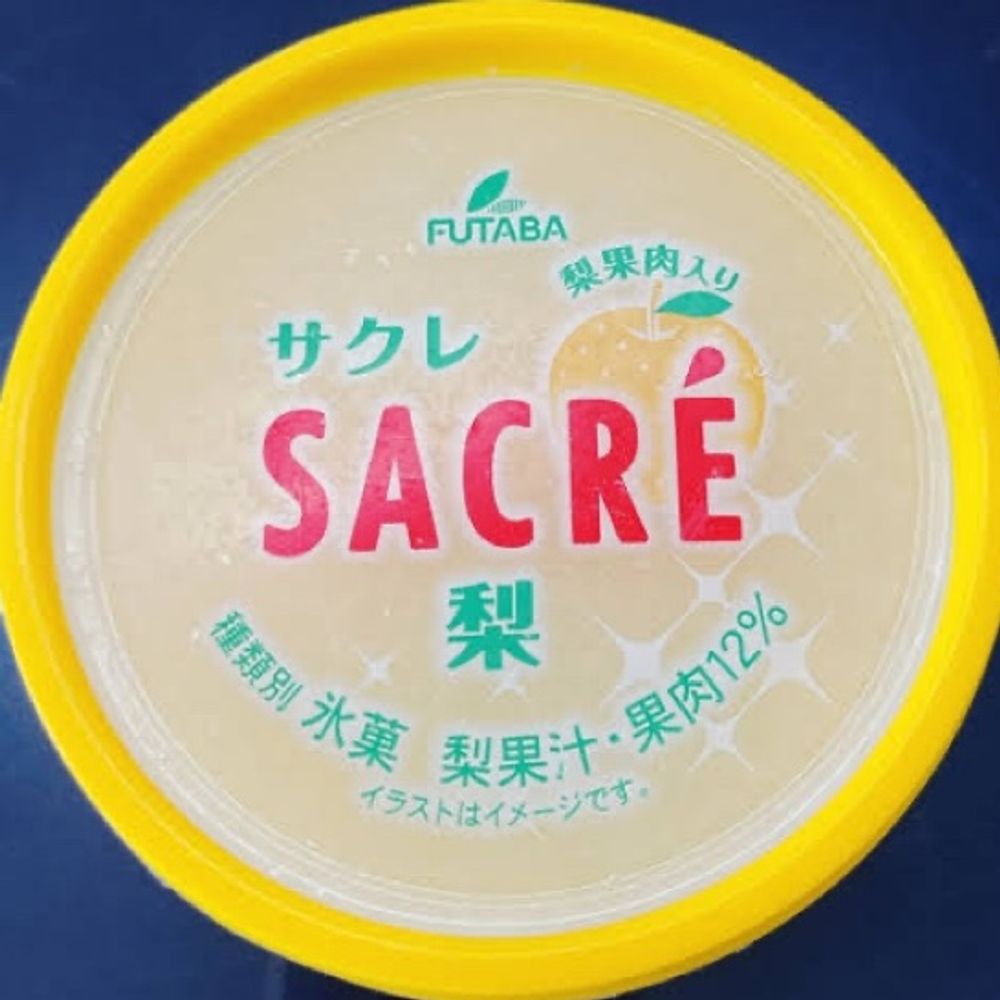 FUTABA
梨果肉入り
サクレ
SACRÉ
梨
種類別 氷菓 梨果汁・果肉12%
イラストはイメージです。